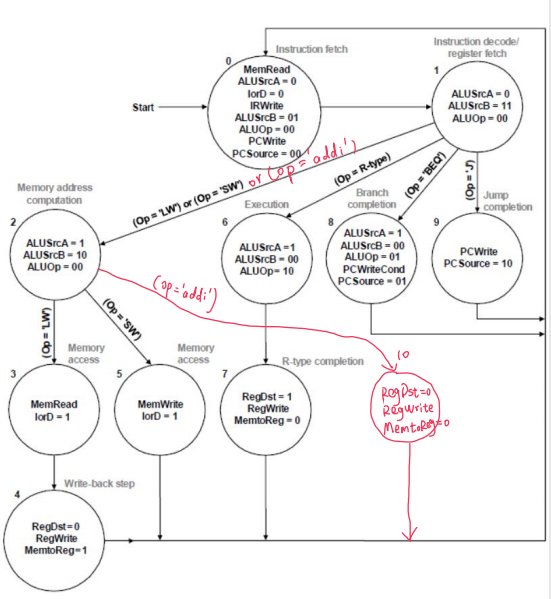 Instruction fetch
0
MemRead
ALUSrcA = 0
IorD = 0
IRWrite
ALUSrcB = 01
ALUOp = 00
PCWrite
PCSource = 00
Start
Instruction decode/
register fetch
1
ALUSrcA = 0
ALUSrcB = 11
ALUOp = 00
(Op = 'LW') or (Op = 'SW')
or (op = 'addi')
(Op = R-type)
(Op = 'BEQ')
(Op = 'J')
Memory address
computation
2
ALUSrcA = 1
ALUSrcB = 10
ALUOp = 00
Execution
6
ALUSrcA =1
ALUSrcB = 00
ALUOp= 10
Branch
completion
8
ALUSrcA = 1
ALUSrcB = 00
ALUOp = 01
PCWriteCond
PCSource = 01
Jump
completion
9
PCWrite
PCSource = 10
(Op = 'LW')
(Op = 'SW')
(op='addi')
Memory
access
3
MemRead
IorD = 1
Memory
access
5
MemWrite
IorD = 1
R-type completion
7
RegDst = 1
RegWrite
MemtoReg = 0
10
RegDst=0
RegWrite
MemtoReg=0
Write-back step
4
RegDst=0
RegWrite
MemtoReg=1